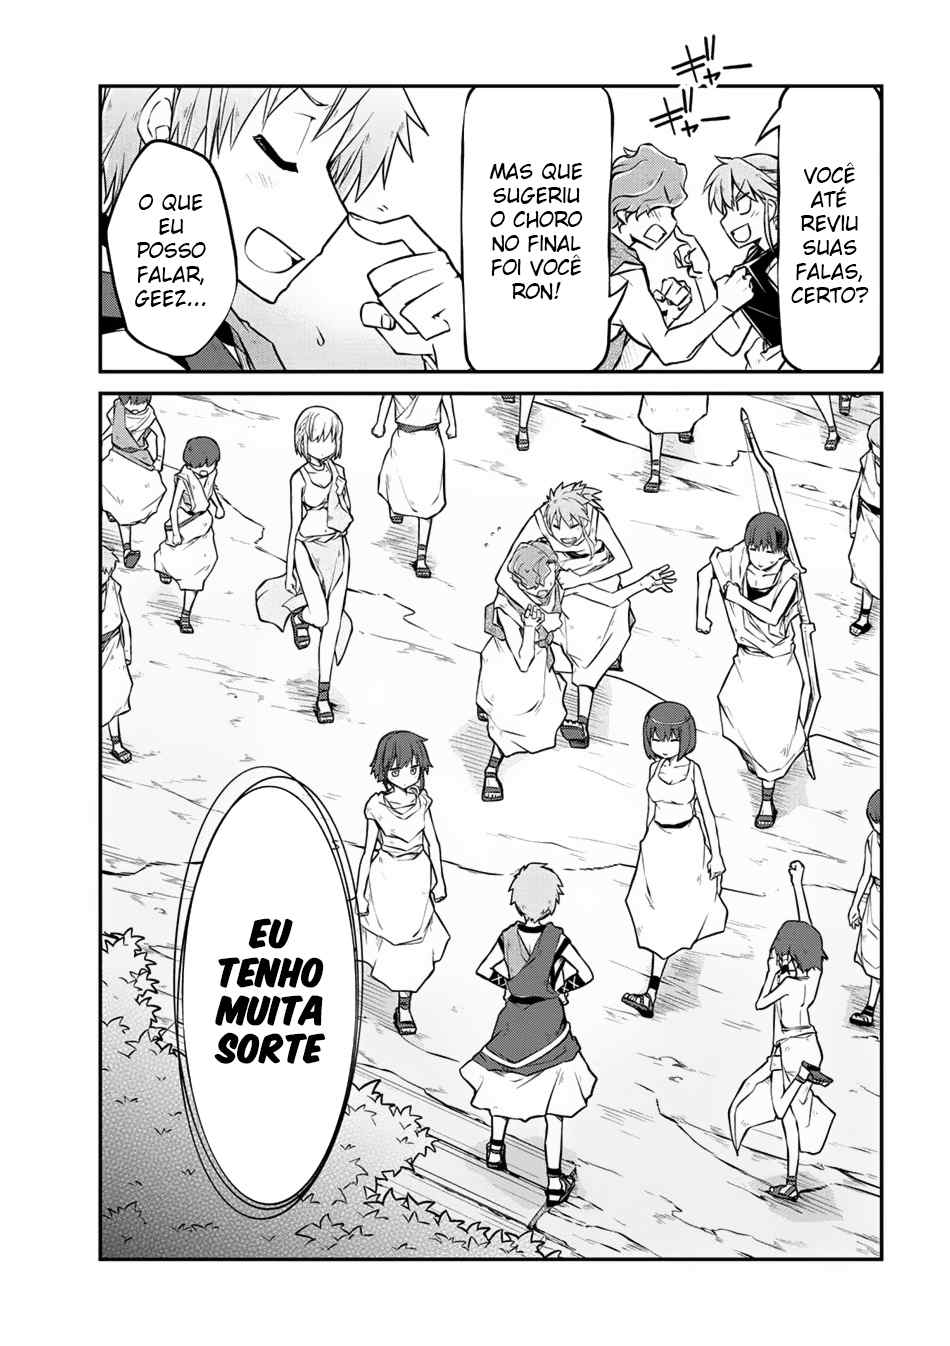 ギャー
ギャー
VOCÊ
ATÉ
REVIU
SUAS
FALAS,
CERTO?
MAS QUE
SUGERIU
O CHORO
NO FINAL
FOI VOCÊ
RON!
O QUE
EU
POSSO
FALAR,
GEEZ...
EU
TENHO
MUITA
SORTE